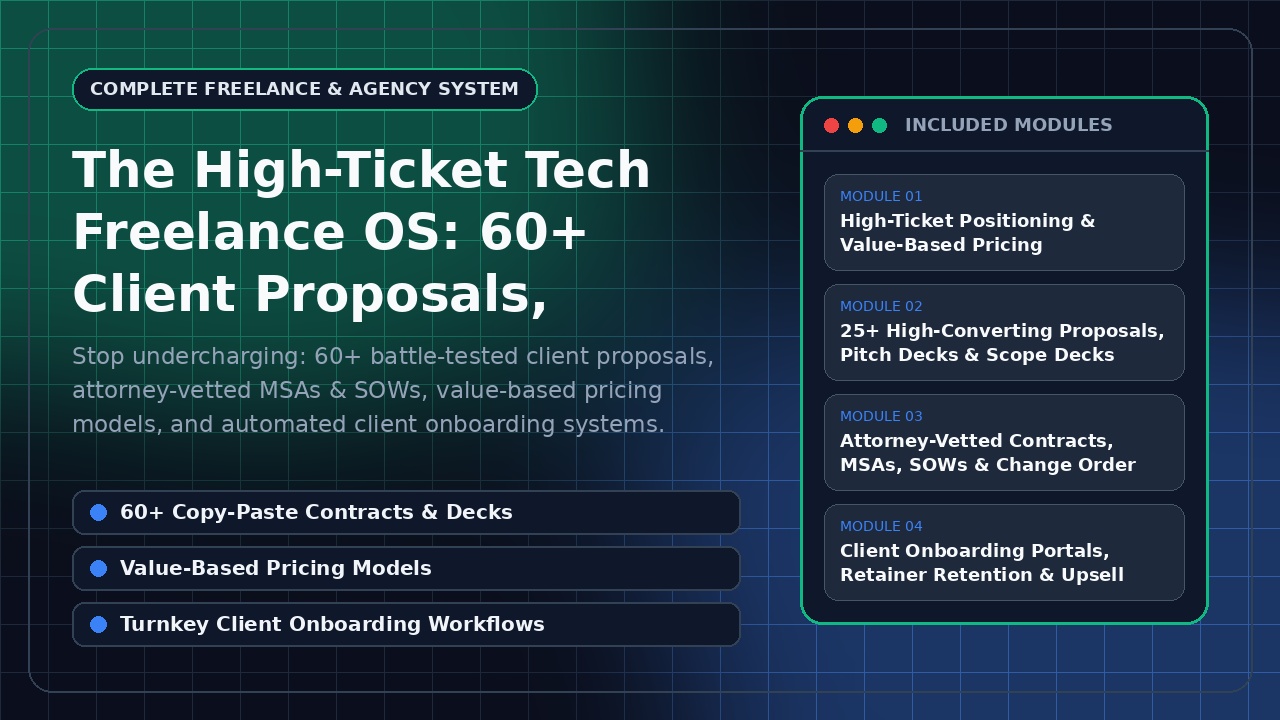 COMPLETE FREELANCE & AGENCY SYSTEM
The High-Ticket Tech
Freelance OS: 60+
Client Proposals,
Stop undercharging: 60+ battle-tested client proposals,
attorney-vetted MSAs & SOWs, value-based pricing
models, and automated client onboarding systems.
60+ Copy-Paste Contracts & Decks
Value-Based Pricing Models
Turnkey Client Onboarding Workflows
INCLUDED MODULES
MODULE 01
High-Ticket Positioning &
Value-Based Pricing
MODULE 02
25+ High-Converting Proposals,
Pitch Decks & Scope Decks
MODULE 03
Attorney-Vetted Contracts,
MSAs, SOWs & Change Order
MODULE 04
Client Onboarding Portals,
Retainer Retention & Upsell